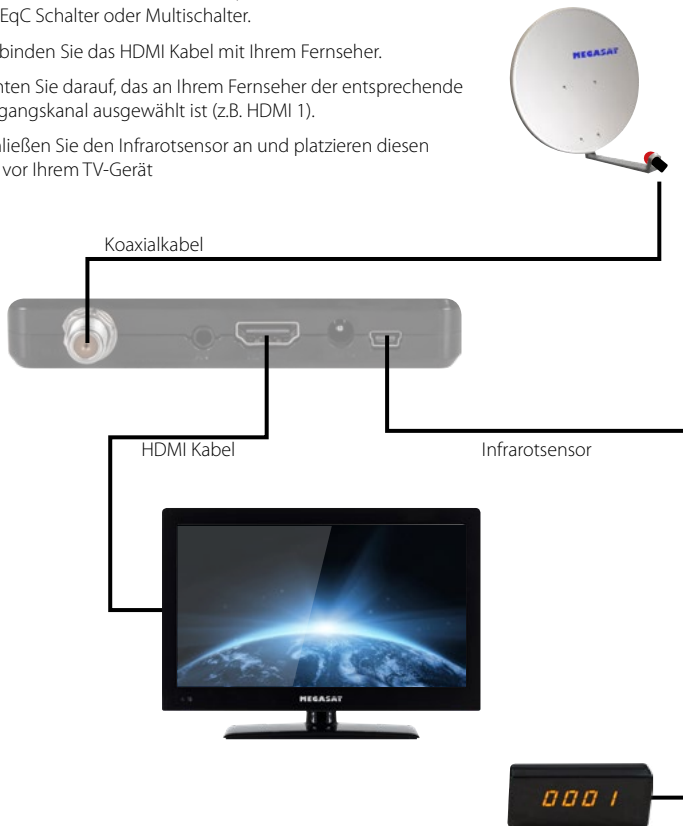 EqC Schalter oder Multischalter.
binden Sie das HDMI Kabel mit Ihrem Fernseher.
nten Sie darauf, das an Ihrem Fernseher der entsprechende
gangskanal ausgewählt ist (z.B. HDMI 1).
ließen Sie den Infrarotsensor an und platzieren diesen
vor Ihrem TV-Gerät
MEGASAT
Koaxialkabel
HDMI Kabel
Infrarotsensor
MEGASAT
0001